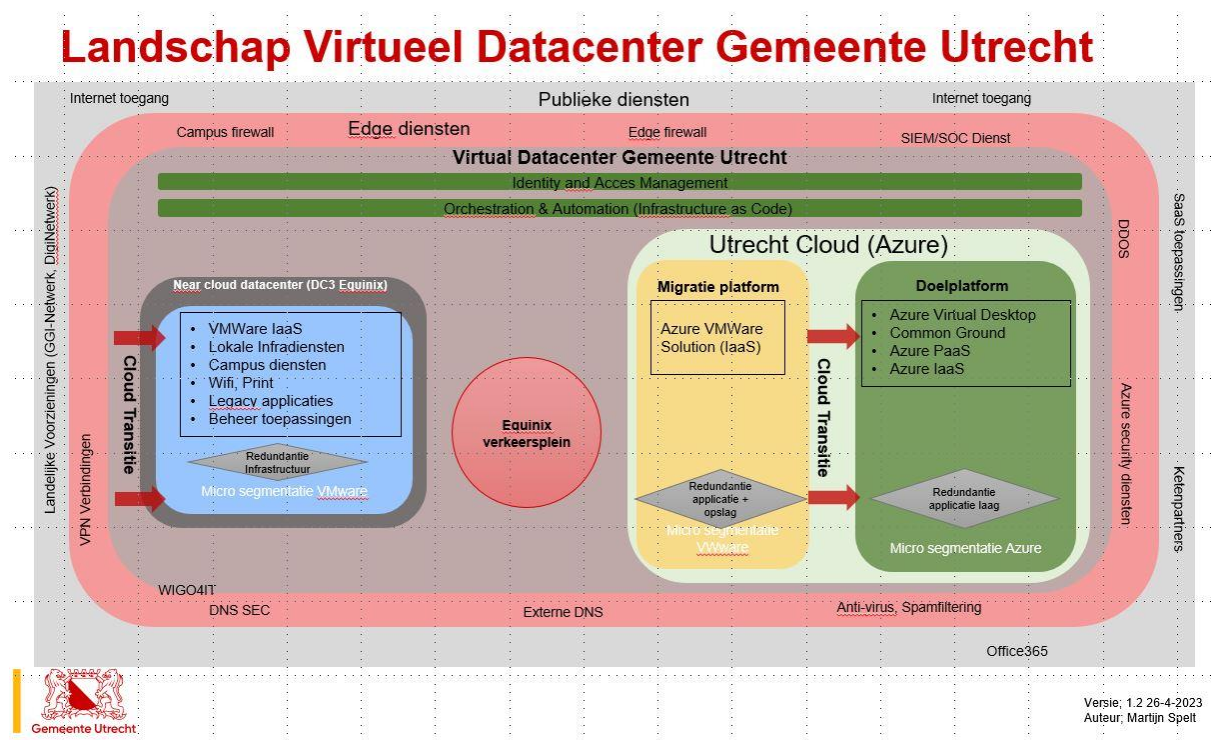 Landschap Virtueel Datacenter Gemeente Utrecht
Internet toegang
Publieke diensten
Internet toegang
Campus firewall
Edge diensten
Edge firewall
SIEM/SOC Dienst
Virtual Datacenter Gemeente Utrecht
Identity and Acces Management
Orchestration & Automation (Infrastructure as Code)
Landelijke Voorzieningen (GGI-Netwerk, DigiNetwerk)
VPN Verbindingen
Cloud Transitie
Near cloud datacenter (DC3 Equinix)
• VMWare IaaS
• Lokale Infradiensten
• Campus diensten
• Wifi, Print
• Legacy applicaties
• Beheer toepassingen
Redundantie
Infrastructuur
Micro segmentatie VMware
Equinix
verkeersplein
Utrecht Cloud (Azure)
Migratie platform
Azure VMWare
Solution (IaaS)
Redundantie
applicatie +
opslag
Micro segmentatie
VWware
Cloud Transitie
Doelplatform
• Azure Virtual Desktop
• Common Ground
• Azure PaaS
• Azure IaaS
Redundantie
applicatie laag
Micro segmentatie Azure
DDOS
Azure security diensten
SaaS toepassingen
Ketenpartners
WIGO4IT
DNS SEC
Externe DNS
Anti-virus, Spamfiltering
Office365
Gemeente Utrecht
Versie; 1.2 26-4-2023
Auteur; Martijn Spelt